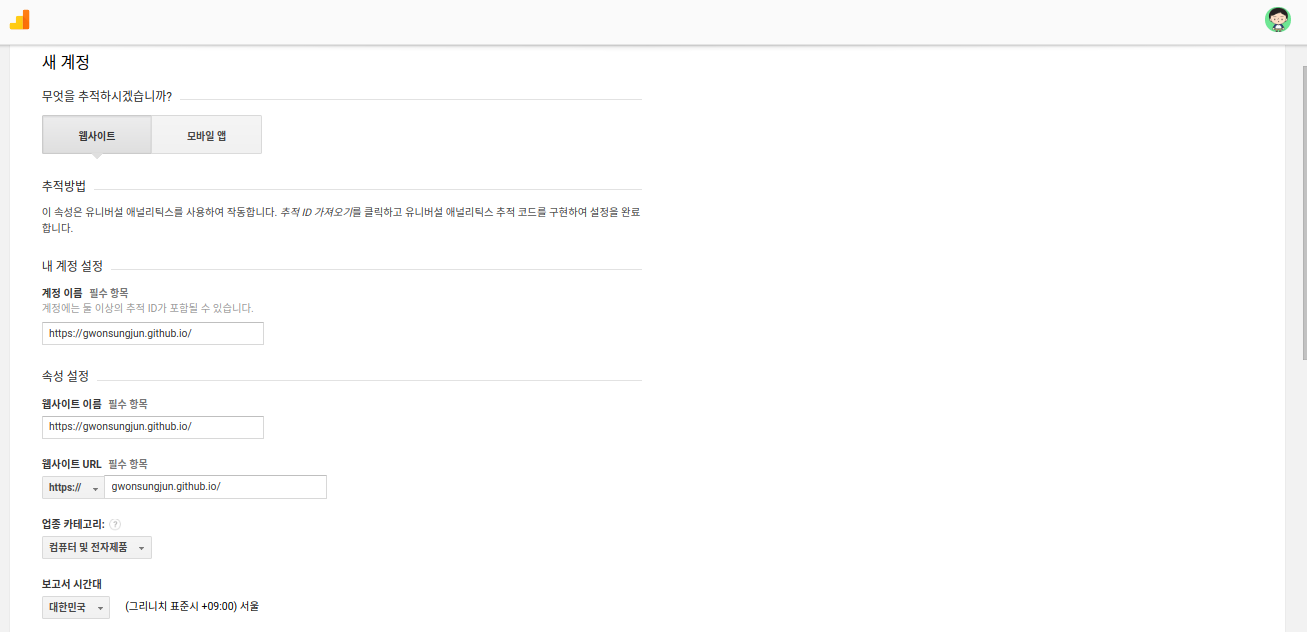 새 계정
무엇을 추적하시겠습니까?
웹사이트 모바일 앱
추적방법
이 속성은 유니버설 애널리틱스를 사용하여 작동합니다. 추적 ID 가져오기를 클릭하고 유니버설 애널리틱스 추적 코드를 구현하여 설정을 완료
합니다.
내 계정 설정
계정 이름 필수 항목
계정에는 둘 이상의 추적 ID가 포함될 수 있습니다.
https://gwonsungjun.github.io/
속성 설정
웹사이트 이름 필수 항목
https://gwonsungjun.github.io/
웹사이트 URL 필수 항목
https:// gwonsungjun.github.io/
업종 카테고리: ?
컴퓨터 및 전자제품
보고서 시간대
대한민국 (그리니치 표준시 +09:00) 서울